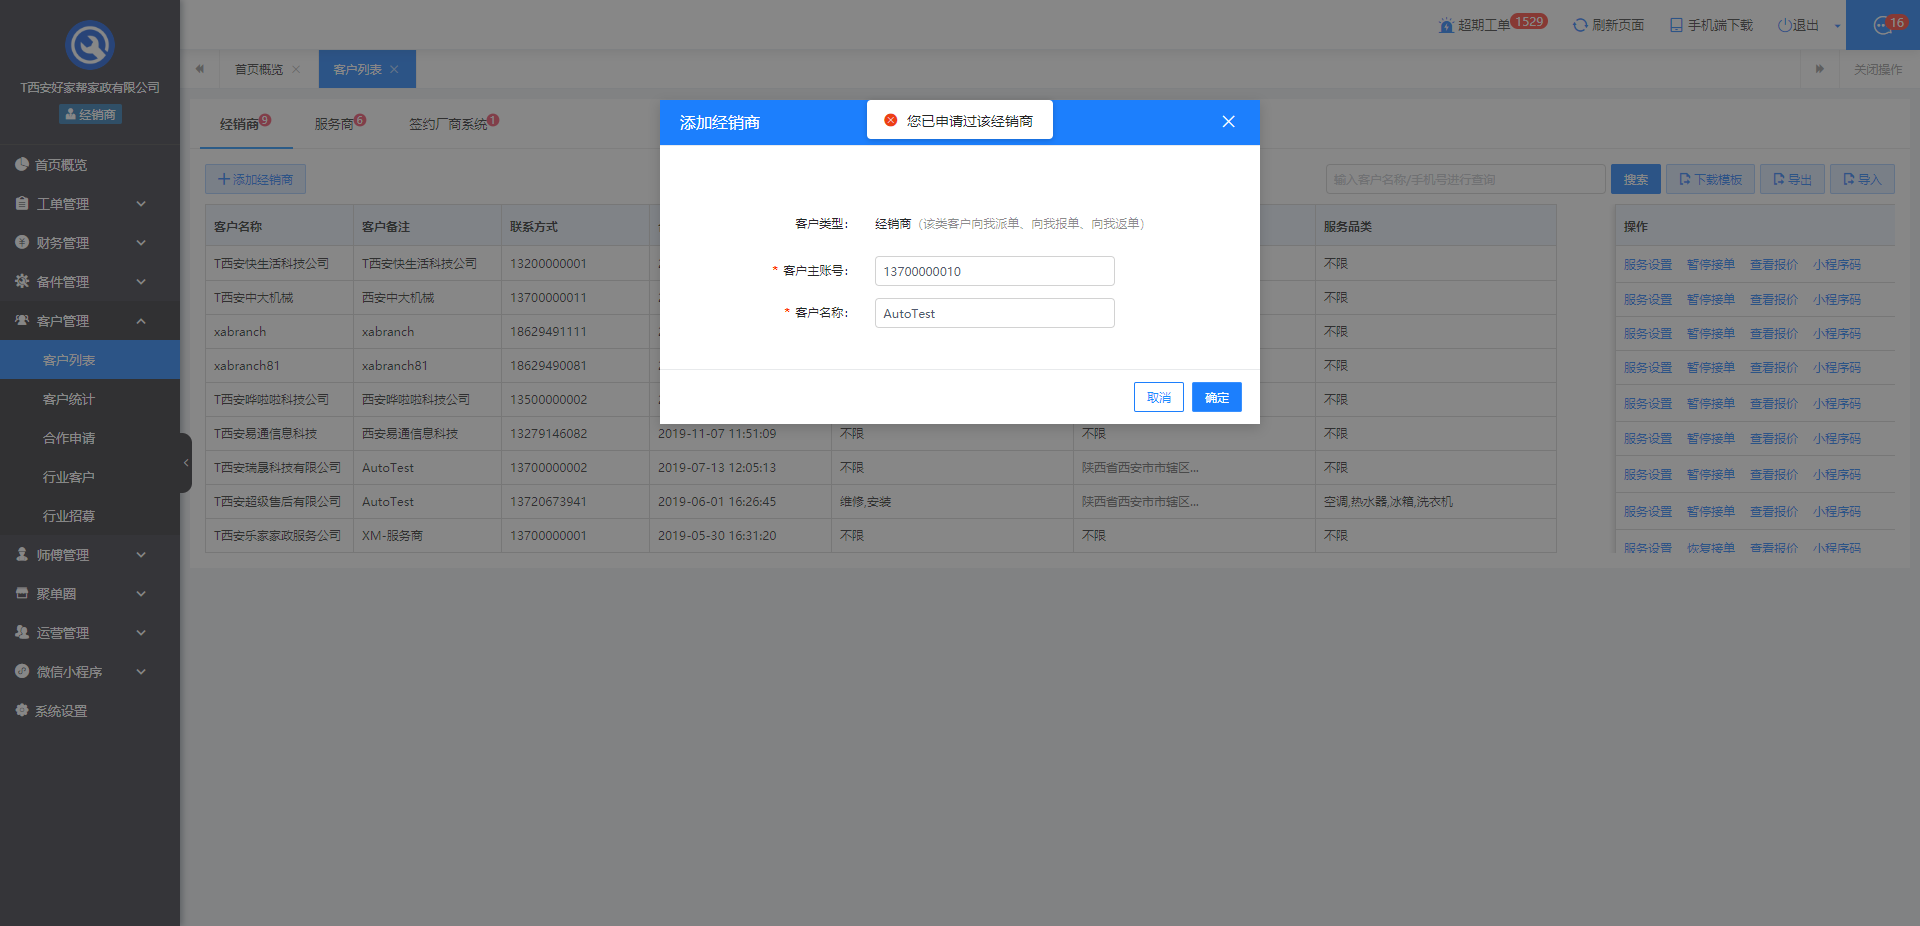 超期工单 1529 刷新页面 手机端下载 退出 16
T西安好家帮家政有限公司
经销商
首页概览
工单管理
财务管理
备件管理
客户管理
客户列表
客户统计
合作申请
行业客户
行业招募
师傅管理
聚单圈
运营管理
微信小程序
系统设置
首页概览 客户列表 关闭操作
经销商 9 服务商 6 签约厂商系统 1
添加经销商 输入客户名称/手机号进行查询 搜索 下载模板 导出 导入
客户名称 客户备注 联系方式 服务品类 操作
T西安快生活科技公司 T西安快生活科技公司 13200000001 不限 服务设置 暂停接单 查看报价 小程序码
T西安中大机械 西安中大机械 13700000011 不限 服务设置 暂停接单 查看报价 小程序码
xabranch xabranch 18629491111 不限 服务设置 暂停接单 查看报价 小程序码
xabranch81 xabranch81 18629490081 不限 服务设置 暂停接单 查看报价 小程序码
T西安哗啦啦科技公司 西安哗啦啦科技公司 13500000002 不限 服务设置 暂停接单 查看报价 小程序码
T西安易通信息科技 西安易通信息科技 13279146082 2019-11-07 11:51:09 不限 不限 不限 服务设置 暂停接单 查看报价 小程序码
T西安瑞晟科技有限公司 AutoTest 13700000002 2019-07-13 12:05:13 不限 陕西省西安市市辖区... 不限 服务设置 暂停接单 查看报价 小程序码
T西安超级售后有限公司 AutoTest 13720673941 2019-06-01 16:26:45 维修,安装 陕西省西安市市辖区... 空调,热水器,冰箱,洗衣机 服务设置 暂停接单 查看报价 小程序码
T西安乐家家政服务公司 XM-服务商 13700000001 2019-05-30 16:31:20 不限 不限 不限 服务设置 恢复接单 查看报价 小程序码
添加经销商
您已申请过该经销商
客户类型: 经销商 (该类客户向我派单、向我报单、向我返单)
* 客户主账号: 13700000010
* 客户名称: AutoTest
取消 确定